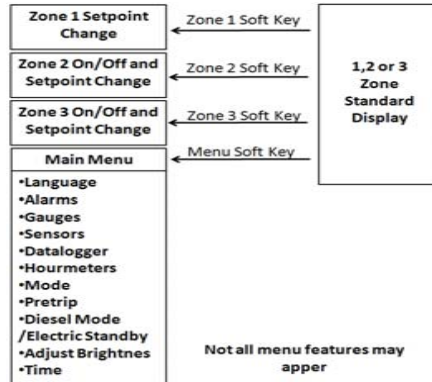 Zone 1 Setpoint
Change
Zone 1 Soft Key
Zone 2 On/Off and
Setpoint Change
Zone 2 Soft Key
Zone 3 On/Off and
Setpoint Change
Zone 3 Soft Key
1,2 or 3
Zone
Standard
Display
Main Menu
Menu Soft Key
•Language
•Alarms
•Gauges
•Sensors
•Datalogger
•Hourmeters
•Mode
•Pretrip
•Diesel Mode
/Electric Standby
•Adjust Brightnes
•Time
Not all menu features may
apper